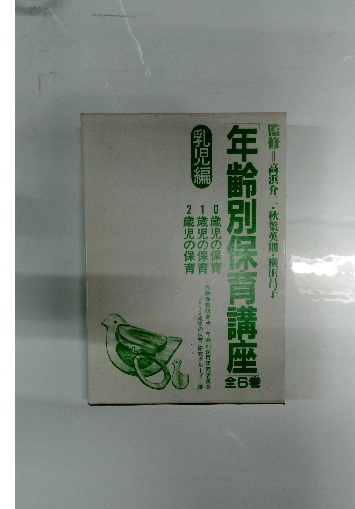 監修＝高浜介二・秋葉英則・横田昌子
年齢別保育講座
全6巻
乳児編
0歳児の保育
1歳児の保育
2歳児の保育